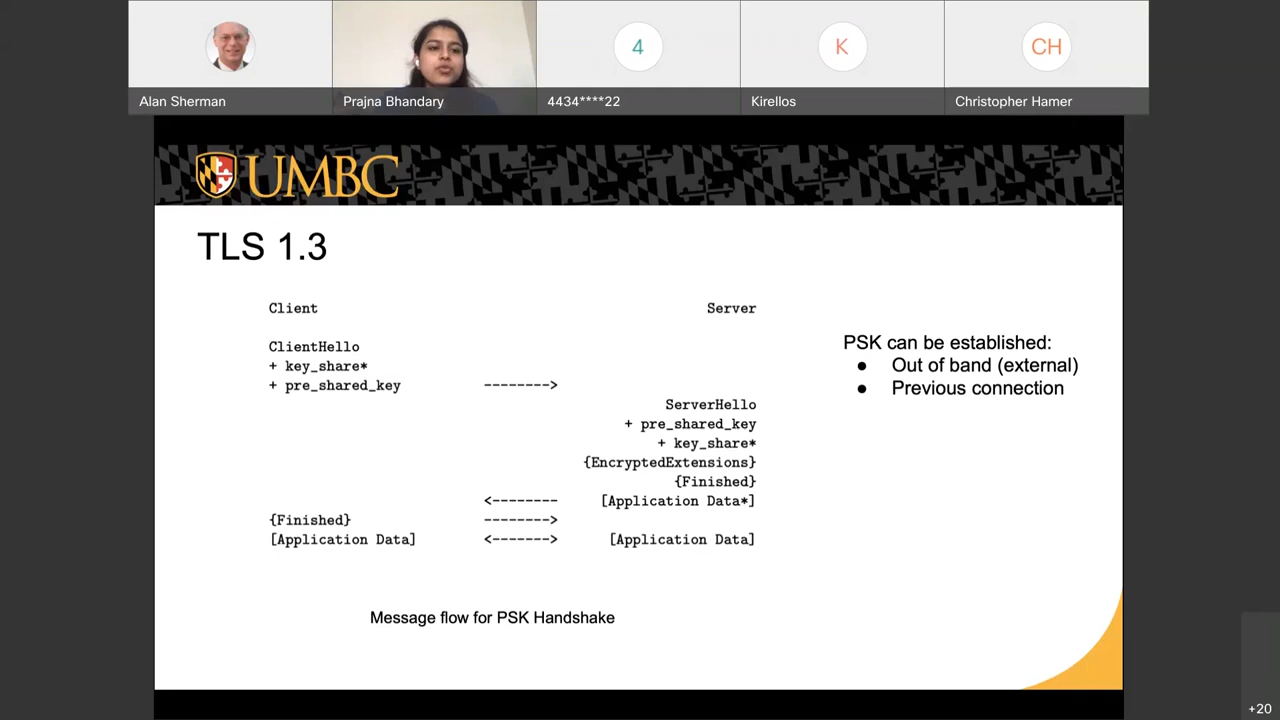 4
K
CH
Alan Sherman
Prajna Bhandary
4434****22
Kirellos
Christopher Hamer
UMBC
TLS 1.3
Client Server
ClientHello
+ key_share*
+ pre_shared_key -------->
ServerHello
+ pre_shared_key
+ key_share*
{EncryptedExtensions}
{Finished}
<-------- [Application Data*]
{Finished} -------->
[Application Data] <-------> [Application Data]
PSK can be established:
● Out of band (external)
● Previous connection
Message flow for PSK Handshake
+20